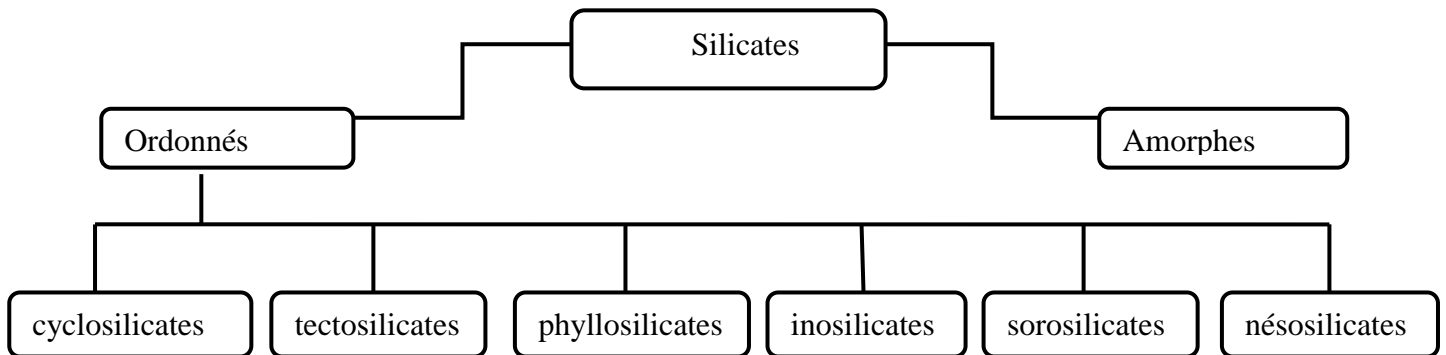 Silicates
Ordonnés
Amorphes
cyclosilicates
tectosilicates
phyllosilicates
inosilicates
sorosilicates
nésosilicates